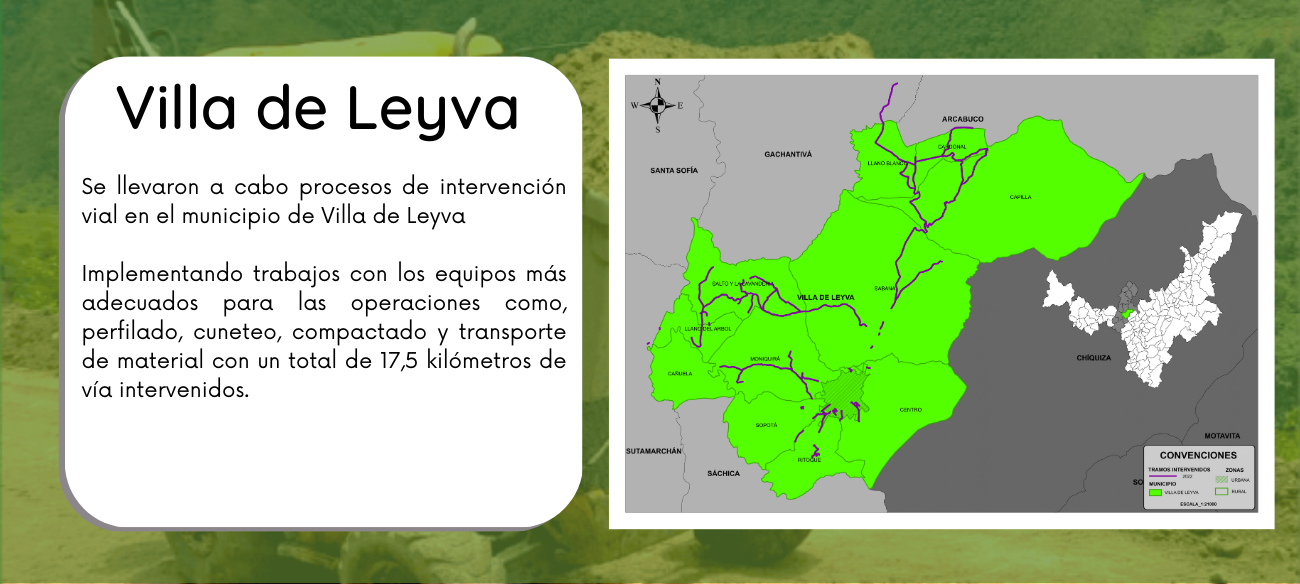 Villa de Leyva
Se llevaron a cabo procesos de intervención
vial en el municipio de Villa de Leyva
Implementando trabajos con los equipos más
adecuados para las operaciones como,
perfilado, cuneteo, compactado y transporte
de material con un total de 17,5 kilómetros de
vía intervenidos.
N
W E
S
ARCABUCO
GACHANTIVÁ
CARDONAL
LLANO BLANCO
SANTA SOFÍA
CAPILLA
SALTO Y LA LAVANDERA
SABANA
VILLA DE LEYVA
LLANO DEL ARBOL
MONIQUIRÁ
CHÍQUIZA
CAÑUELA
CENTRO
SOPOTÁ
MOTAVITA
SUTAMARCHÁN
RITOQUE
SÁCHICA
SO
CONVENCIONES
TRAMOS INTERVENIDOS ZONAS
2022 URBANA
MUNICIPIO
VILLA DE LEYVA RURAL
ESCALA_1:21000